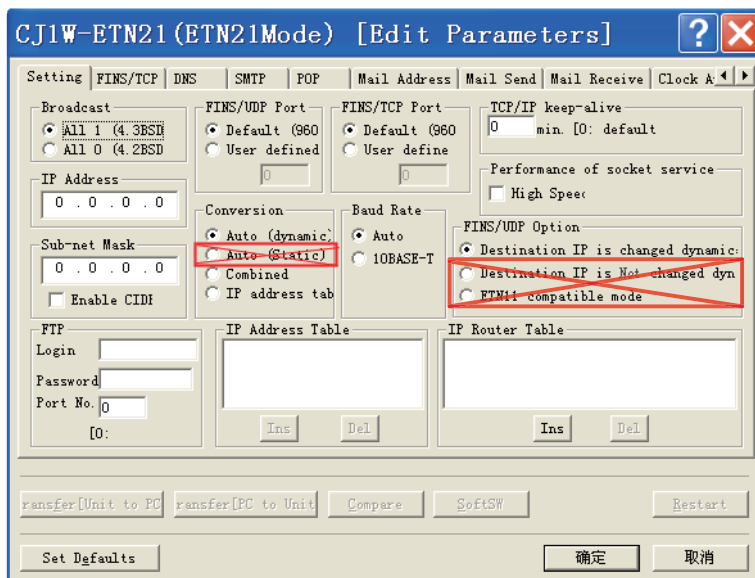 CJ1W-ETN21(ETN21Mode) [Edit Parameters]
Setting FINS/TCP DNS SMTP POP Mail Address Mail Send Mail Receive Clock A
Broadcast
All 1 (4.3BSD
All 0 (4.2BSD
IP Address
0 . 0 . 0 . 0
Sub-net Mask
0 . 0 . 0 . 0
Enable CIDI
FINS/UDP Port
Default (960
User defined
0
FINS/TCP Port
Default (960
User define
0
TCP/IP keep-alive
0 min. [0: default
Performance of socket service
High Speec
Conversion
Auto (dynamic)
Auto (Static)
Combined
IP address tab
Baud Rate
Auto
10BASE-T
FINS/UDP Option
Destination IP is changed dynamic
Destination IP is Not changed dyn
ETN11 compatible mode
FTP
Login
Password
Port No. 0
[0:
IP Address Table
Ins Del
IP Router Table
Ins Del
ransfer[Unit to PC ransfer[PC to Unit Compare SoftSW Restart
Set Defaults 确定 取消